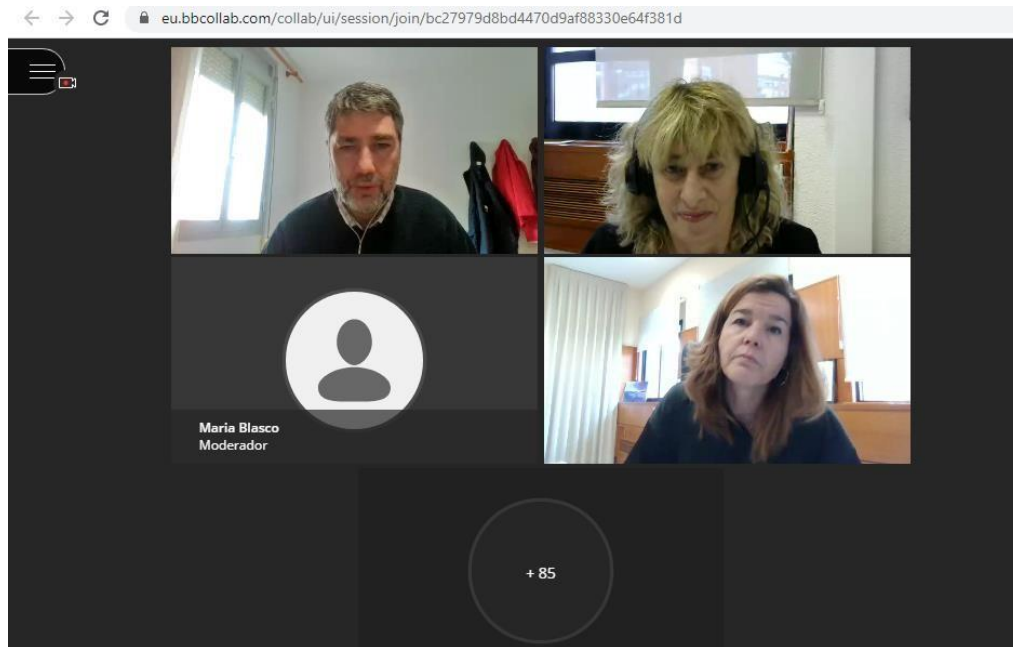 eu.bbcollab.com/collab/ui/session/join/bc27979d8bd4470d9af88330e64f381d
Maria Blasco
Moderador
+ 85